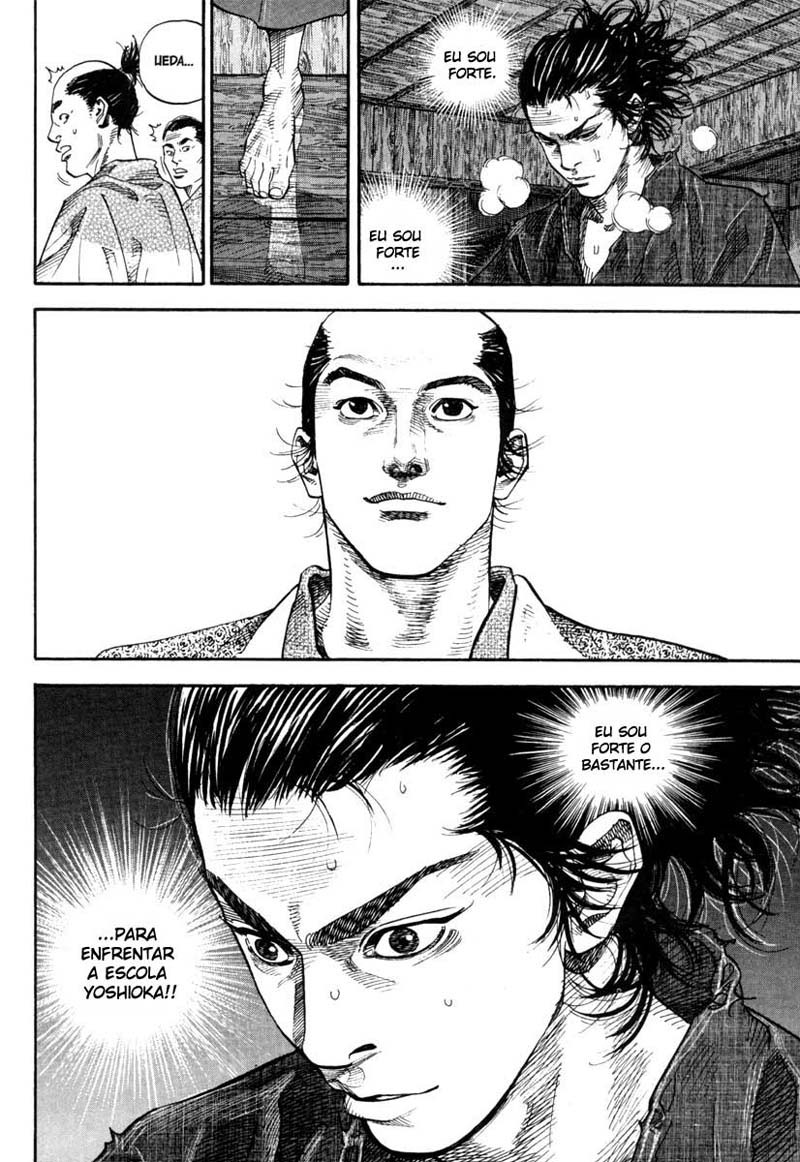 EU SOU
FORTE.
EU SOU
FORTE
...
UEDA...
EU SOU
FORTE O
BASTANTE...
...PARA
ENFRENTAR
A ESCOLA
YOSHIOKA!!